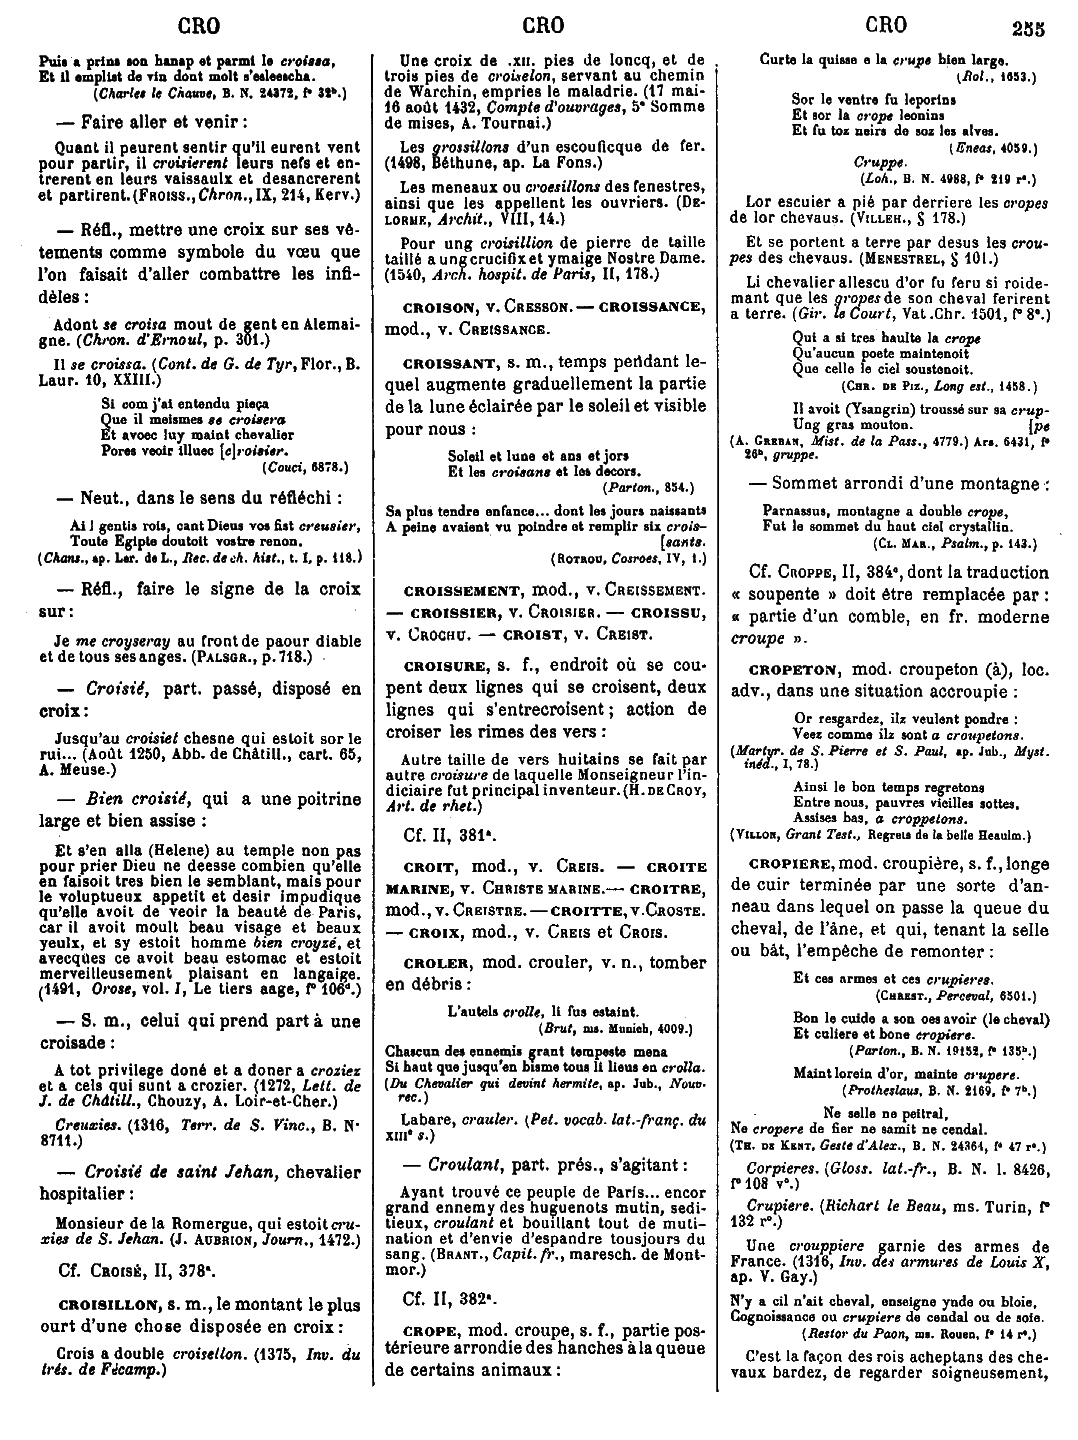 CRO
CRO
CRO
255
Puis a prins son hanap et parmi le croissa,
Et il emplist de vin dont molt s'esleescha.
(Charles le Chauve, B. N. 24372, f° 32ᵇ.)
— Faire aller et venir :
Quant il peurent sentir qu'il eurent vent
pour partir, il croisierent leurs nefs et en-
trerent en leurs vaissaulx et desancrerent
et partirent. (FROISS., Chron., IX, 214, Kerv.)
— Réfl., mettre une croix sur ses vê-
tements comme symbole du vœu que
l'on faisait d'aller combattre les infi-
dèles :
Adont se croisa mout de gent en Alemai-
gne. (Chron. d'Ernoul, p. 301.)
Il se croissa. (Cont. de G. de Tyr, Flor., B.
Laur. 10, XXIII.)
Si com j'ai entendu pieça
Que il meismes se croisera
Et avoec luy maint chevalier
Pores veoir illuec [c]roisier.
(Couci, 6878.)
— Neut., dans le sens du réfléchi :
Ai ! gentis rois, cant Dieus vos fist creusier,
Toute Egipte doutoit vostre renon.
(Chans., ap. Ler. de L., Rec. de ch. hist., t. I, p. 118.)
— Réfl., faire le signe de la croix
sur :
Je me croyseray au front de paour diable
et de tous ses anges. (PALSGR., p. 718.)
— Croisié, part. passé, disposé en
croix :
Jusqu'au croisiet chesne qui estoit sor le
rui... (Août 1250, Abb. de Châtill., cart. 65,
A. Meuse.)
— Bien croisié, qui a une poitrine
large et bien assise :
Et s'en alla (Helene) au temple non pas
pour prier Dieu ne deesse combien qu'elle
en faisoit tres bien le semblant, mais pour
le voluptueux appetit et desir impudique
qu'elle avoit de veoir la beauté de Paris,
car il avoit moult beau visage et beaux
yeulx, et sy estoit homme bien croyzé, et
avecques ce avoit beau estomac et estoit
merveilleusement plaisant en langaige.
(1491, Orose, vol. I, Le tiers aage, f° 106ᵈ.)
— S. m., celui qui prend part à une
croisade :
A tot privilege doné et a doner a croziez
et a cels qui sunt a crozier. (1272, Lett. de
J. de Châtill., Chouzy, A. Loir-et-Cher.)
Creuxies. (1316, Terr. de S. Vinc., B. N·
8711.)
— Croisié de saint Jehan, chevalier
hospitalier :
Monsieur de la Romergue, qui estoit cru-
xies de S. Jehan. (J. AUBRION, Journ., 1472.)
Cf. CROISÉ, II, 378ᵃ.
CROISILLON, s. m., le montant le plus
ourt d'une chose disposée en croix :
Crois a double croisellon. (1375, Inv. du
trés. de Fécamp.)
Une croix de .XII. pies de loncq, et de
trois pies de croiselon, servant au chemin
de Warchin, empries le maladrie. (17 mai-
16 août 1432, Compte d'ouvrages, 5ᵉ Somme
de mises, A. Tournai.)
Les grossillons d'un escouficque de fer.
(1498, Béthune, ap. La Fons.)
Les meneaux ou croesillons des fenestres,
ainsi que les appellent les ouvriers. (DE-
LORME, Archit., VIII, 14.)
Pour ung croisillion de pierre de taille
taillé a ung crucifix et ymaige Nostre Dame.
(1540, Arch. hospit. de Paris, II, 178.)
CROISON, v. CRESSON. — CROISSANCE,
mod., v. CREISSANCE.
CROISSANT, s. m., temps pendant le-
quel augmente graduellement la partie
de la lune éclairée par le soleil et visible
pour nous :
Soleil et lune et ans et jors
Et les croisans et les decors.
(Parton., 854.)
Sa plus tendre enfance... dont les jours naissants
A peine avaient vu poindre et remplir six crois-
[sants.
(ROTROU, Cosroes, IV, 1.)
CROISSEMENT, mod., v. CREISSEMENT.
— CROISSIER, v. CROISIER. — CROISSU,
v. CROCHU. — CROIST, v. CREIST.
CROISURE, s. f., endroit où se cou-
pent deux lignes qui se croisent, deux
lignes qui s'entrecroisent ; action de
croiser les rimes des vers :
Autre taille de vers huitains se fait par
autre croisure de laquelle Monseigneur l'in-
diciaire fut principal inventeur. (H. DE CROY,
Art. de rhet.)
Cf. II, 381ᵃ.
CROIT, mod., v. CREIS. — CROITE
MARINE, v. CHRISTE MARINE. — CROITRE,
mod., v. CREISTRE. — CROITTE, v. CROSTE.
— CROIX, mod., v. CREIS et CROIS.
CROLER, mod. crouler, v. n., tomber
en débris :
L'autels crolle, li fus estaint.
(Brut, ms. Munich, 4009.)
Chascun des ennemis grant tempeste mena
Si haut que jusqu'en bisme tous li lieus en crolla.
(Du Chevalier qui devint hermite, ap. Jub., Nouv.
rec.)
Labare, crauler. (Pet. vocab. lat.-franç. du
XIIIᵉ s.)
— Croulant, part. prés., s'agitant :
Ayant trouvé ce peuple de Paris... encor
grand ennemy des huguenots mutin, sedi-
tieux, croulant et bouillant tout de muti-
nation et d'envie d'espandre tousjours du
sang. (BRANT., Capit. fr., maresch. de Mont-
mor.)
Cf. II, 382ᵃ.
CROPE, mod. croupe, s. f., partie pos-
térieure arrondie des hanches à la queue
de certains animaux :
Curte la quisse e la crupe bien large.
(Rol., 1653.)
Sor le ventre fu leporins
Et sor la crope leonins
Et fu toz neirs de soz les alves.
(Eneas, 4059.)
Cruppe.
(Loh., B. N. 4988, f° 219 r°.)
Lor escuier a pié par derriere les cropes
de lor chevaus. (VILLEH., § 178.)
Et se portent a terre par desus les crou-
pes des chevaus. (MENESTREL, § 101.)
Li chevalier allescu d'or fu feru si roide-
mant que les gropes de son cheval ferirent
a terre. (Gir. le Court, Vat. Chr. 1501, f° 8ᵃ.)
Qui a si tres haulte la crope
Qu'aucun poete maintenoit
Que celle le ciel soustenoit.
(CHR. DE PIZ., Long est., 1458.)
Il avoit (Ysangrin) troussé sur sa crup-
Ung gras mouton. [pe
(A. GREBAN, Mist. de la Pass., 4779.) Ars. 6431, f°
26ᵇ, gruppe.
— Sommet arrondi d'une montagne :
Parnassus, montagne a double crope,
Fut le sommet du haut ciel crystallin.
(CL. MAR., Psalm., p. 143.)
Cf. CROPPE, II, 384ᵃ, dont la traduction
« soupente » doit être remplacée par :
« partie d'un comble, en fr. moderne
croupe ».
CROPETON, mod. croupeton (à), loc.
adv., dans une situation accroupie :
Or resgardez, ilz veulent pondre :
Veez comme ilz sont a croupetons.
(Martyr. de S. Pierre et S. Paul, ap. Jub., Myst.
inéd., I, 78.)
Ainsi le bon temps regretons
Entre nous, pauvres vieilles sottes,
Assises bas, a croppetons.
(VILLON, Grant Test., Regrets de la belle Heaulm.)
CROPIERE, mod. croupière, s. f., longe
de cuir terminée par une sorte d'an-
neau dans lequel on passe la queue du
cheval, de l'âne, et qui, tenant la selle
ou bât, l'empêche de remonter :
Et ces armes et ces crupieres.
(CHREST., Perceval, 6501.)
Bon le cuide a son oes avoir (le cheval)
Et culiere et bone cropiere.
(Parton., B. N. 19152, f° 135ᵇ.)
Maint lorein d'or, mainte crupere.
(Protheslaus, B. N. 2169, f° 7ᵇ.)
Ne selle ne peitral,
Ne cropere de fier ne samit ne cendal.
(TH. DE KENT, Geste d'Alex., B. N. 24364, f° 47 r°.)
Corpieres. (Gloss. lat.-fr., B. N. l. 8426,
f° 108 v°.)
Crupiere. (Richart le Beau, ms. Turin, f°
132 r°.)
Une crouppiere garnie des armes de
France. (1316, Inv. des armures de Louis X,
ap. V. Gay.)
N'y a cil n'ait cheval, enseigne ynde ou bloie,
Cognoissance ou crupiere de cendal ou de soie.
(Restor du Paon, ms. Rouen, f° 14 r°.)
C'est la façon des rois acheptans des che-
vaux bardez, de regarder soigneusement,